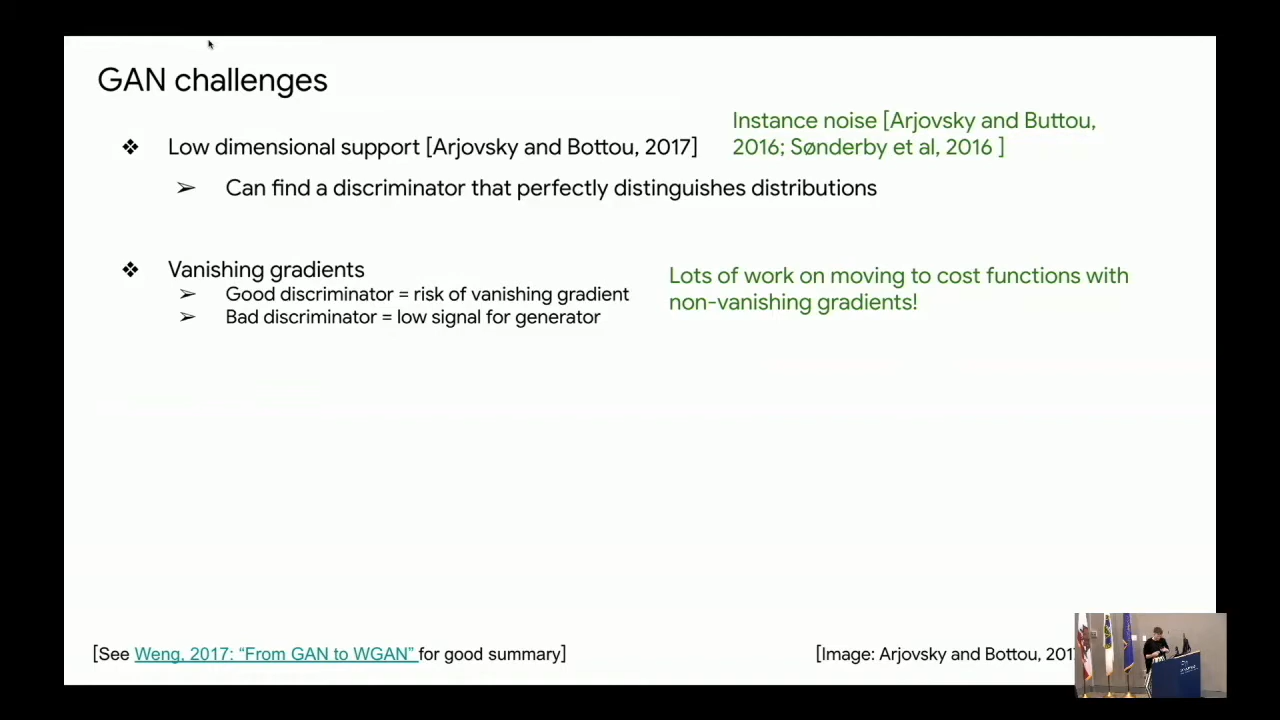 GAN challenges
Instance noise [Arjovsky and Buttou,
❖ Low dimensional support [Arjovsky and Bottou, 2017]
2016; Sønderby et al, 2016 ]
➢ Can find a discriminator that perfectly distinguishes distributions
❖ Vanishing gradients
Lots of work on moving to cost functions with
➢ Good discriminator = risk of vanishing gradient
non-vanishing gradients!
➢ Bad discriminator = low signal for generator
[See Weng, 2017: “From GAN to WGAN” for good summary]
[Image: Arjovsky and Bottou, 201